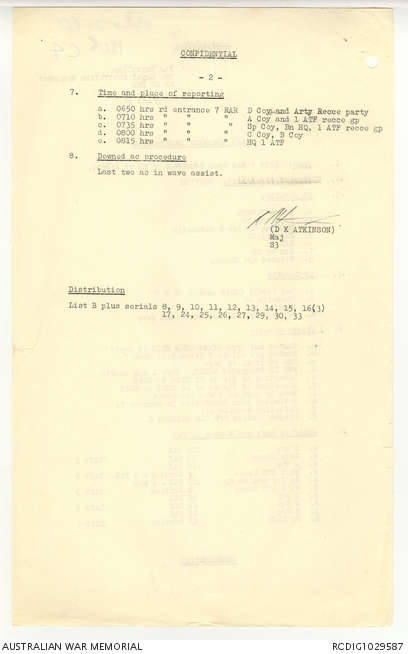 CONFIDENTIAL
- 2 -
7. Time and place of reporting
a. 0650 hrs rd entrance 7 RAR D Coy and Arty Recce party
b. 0710 hrs " " " A Coy and 1 ATF recce gp
c. 0735 hrs " " " Sp Coy, Bn HQ, 1 ATF recce gp
d. 0800 hrs " " " C Coy, B Coy
e. 0815 hrs " " " HQ 1 ATF
8. Downed ac procedure
Last two ac in wave assist.
(D K ATKINSON)
Maj
S3
Distribution
List B plus serials 8, 9, 10, 11, 12, 13, 14, 15, 16(3)
17, 24, 25, 26, 27, 29, 30, 33
AUSTRALIAN WAR MEMORIAL
RCDIG1029587